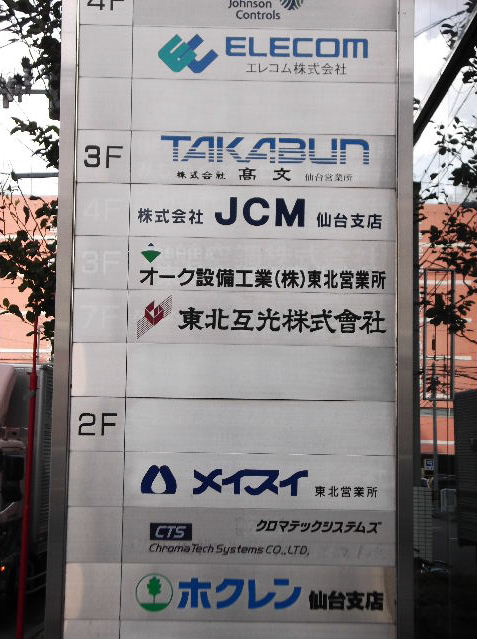 4F
Johnson
Controls
ELECOM
エレコム株式会社
3F
TAKABUN
株式会社 髙文 仙台営業所
4F
株式会社 JCM 仙台支店
3F
オーク設備工業(株)東北営業所
東北互光株式會社
2F
メイスイ 東北営業所
CTS クロマテックシステムズ
ChromaTech Systems CO.,LTD.
ホクレン 仙台支店